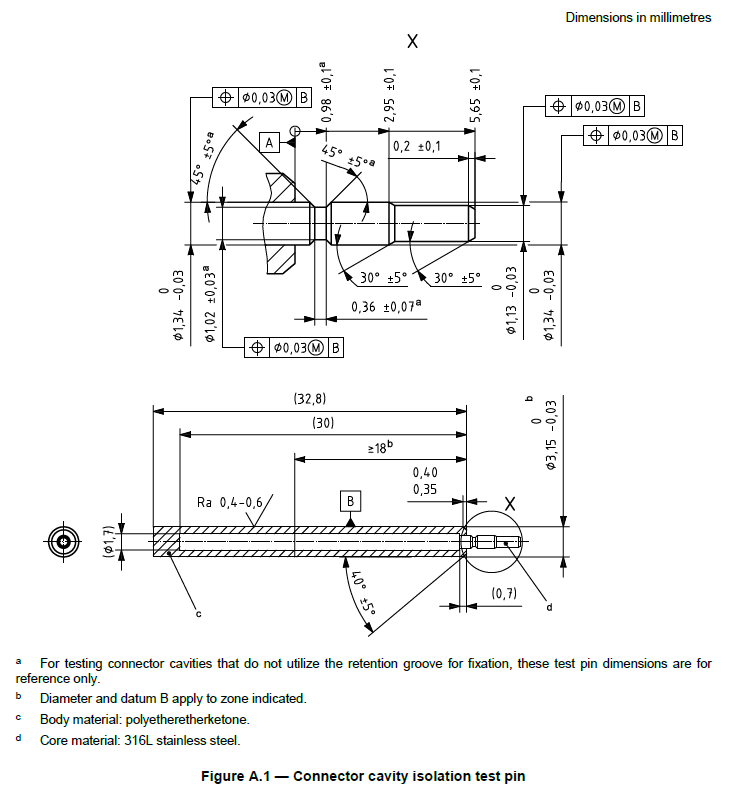 Dimensions in millimetres
X
0,98 ±0,1ᵃ
2,95 ±0,1
5,65 ±0,1
⌖ ϕ0,03Ⓜ B
⌖ ϕ0,03Ⓜ B
⌖ ϕ0,03Ⓜ B
A
45° ±5°ᵃ
45° ±5°ᵃ
0,2 ±0,1
30° ±5°
30° ±5°
0,36 ±0,07ᵃ
ϕ1,34 0 -0,03
ϕ1,02 ±0,03ᵃ
ϕ1,13 0 -0,03
ϕ1,34 0 -0,03
⌖ ϕ0,03Ⓜ B
(32,8)
(30)
≥18ᵇ
0,40
0,35
ϕ3,15 0 -0,03 ᵇ
Ra 0,4-0,6
B
X
(ϕ1,7)
40° ±5°
(0,7)
c
d
a For testing connector cavities that do not utilize the retention groove for fixation, these test pin dimensions are for
reference only.
b Diameter and datum B apply to zone indicated.
c Body material: polyetheretherketone.
d Core material: 316L stainless steel.
Figure A.1 — Connector cavity isolation test pin